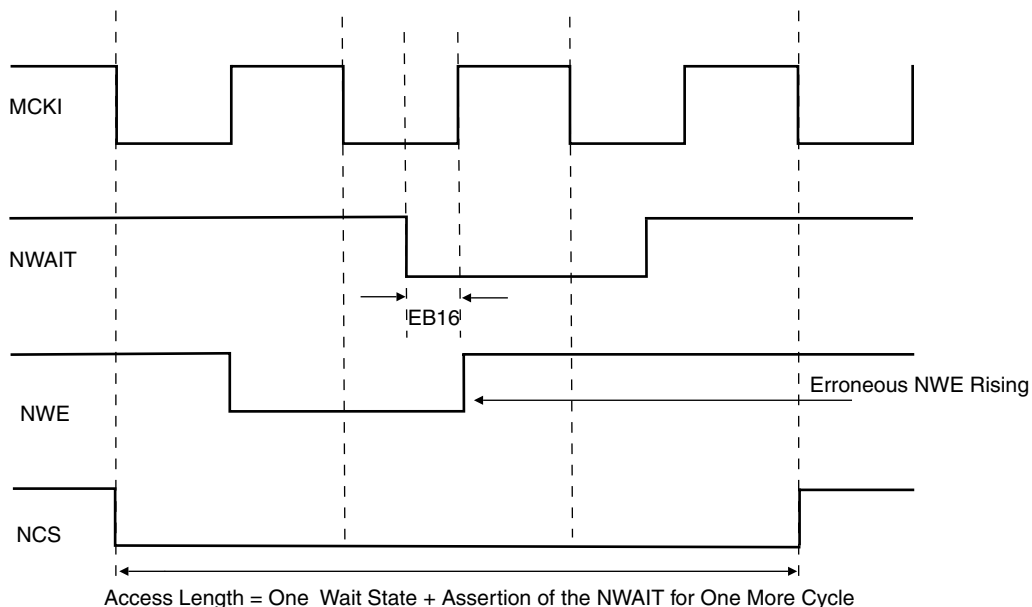 MCKI
NWAIT
EB16
Erroneous NWE Rising
NWE
NCS
Access Length = One Wait State + Assertion of the NWAIT for One More Cycle